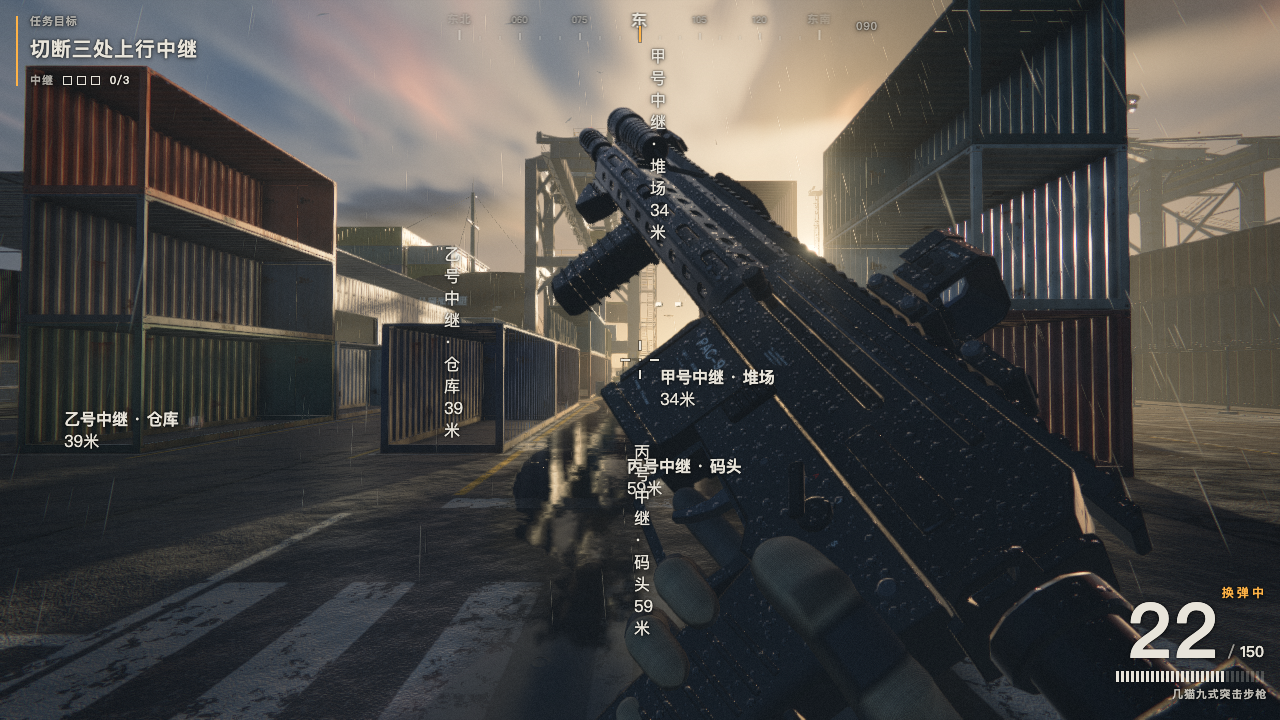 任务目标
切断三处上行中继
中继 0/3
东北 060 075 东 105 120 东南 090
甲号中继·堆场34米
乙号中继·仓库39米
甲号中继·堆场
34米
乙号中继·仓库
39米
丙号中继·码头
59米
丙号中继·码头59米
换弹中
22 / 150
几猫九式突击步枪